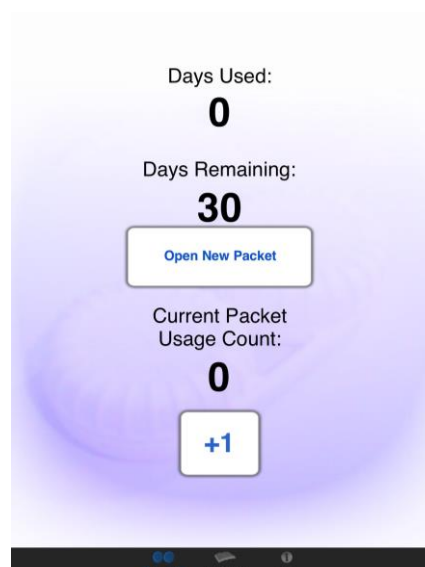 Days Used:
0
Days Remaining:
30
Open New Packet
Current Packet
Usage Count:
0
+1